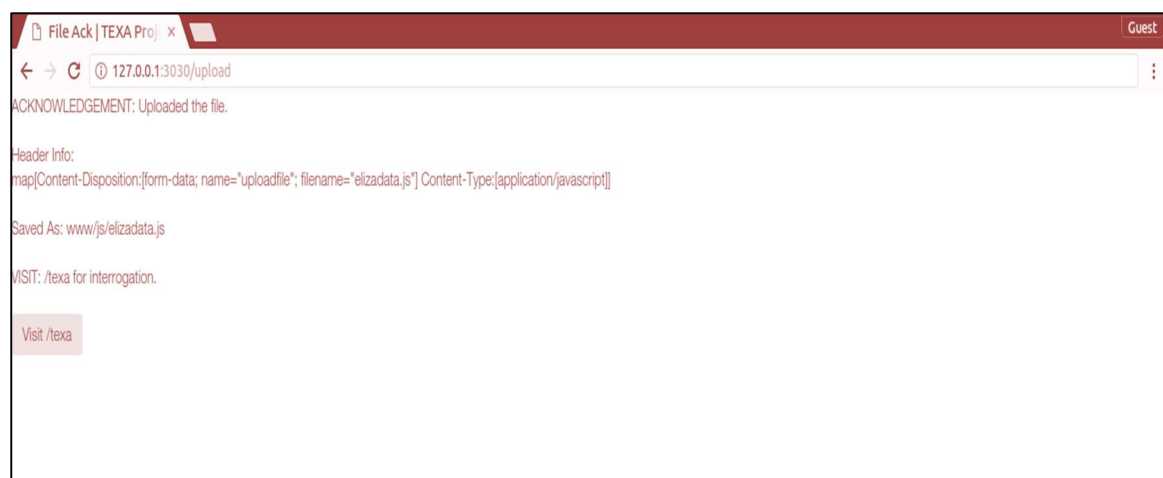 File Ack | TEXA Proj
Guest
127.0.0.1:3030/upload
ACKNOWLEDGEMENT: Uploaded the file.
Header Info:
map[Content-Disposition:[form-data; name="uploadfile"; filename="elizadata.js"] Content-Type:[application/javascript]]
Saved As: www/js/elizadata.js
VISIT: /texa for interrogation.
Visit /texa